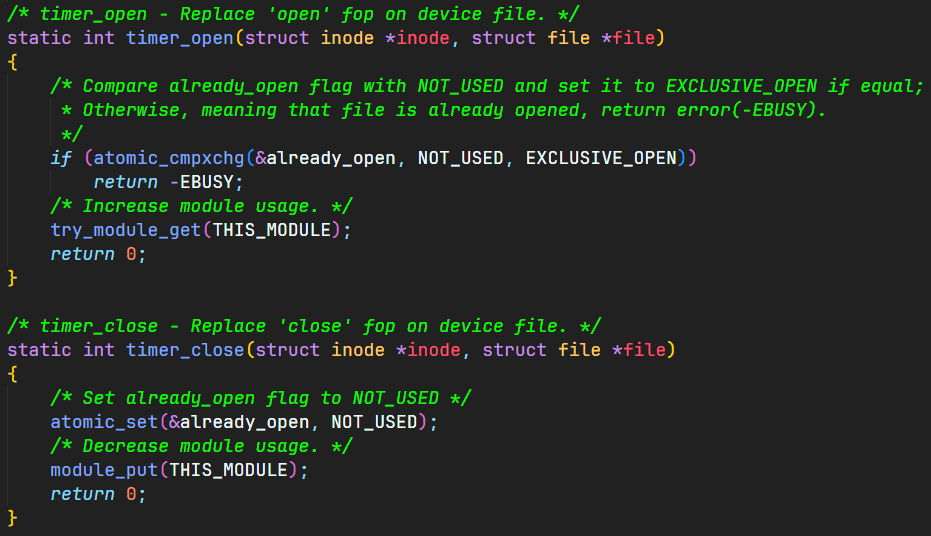 /* timer_open - Replace 'open' fop on device file. */
static int timer_open(struct inode *inode, struct file *file)
{
    /* Compare already_open flag with NOT_USED and set it to EXCLUSIVE_OPEN if equal;
     * Otherwise, meaning that file is already opened, return error(-EBUSY).
     */
    if (atomic_cmpxchg(&already_open, NOT_USED, EXCLUSIVE_OPEN))
        return -EBUSY;
    /* Increase module usage. */
    try_module_get(THIS_MODULE);
    return 0;
}

/* timer_close - Replace 'close' fop on device file. */
static int timer_close(struct inode *inode, struct file *file)
{
    /* Set already_open flag to NOT_USED */
    atomic_set(&already_open, NOT_USED);
    /* Decrease module usage. */
    module_put(THIS_MODULE);
    return 0;
}